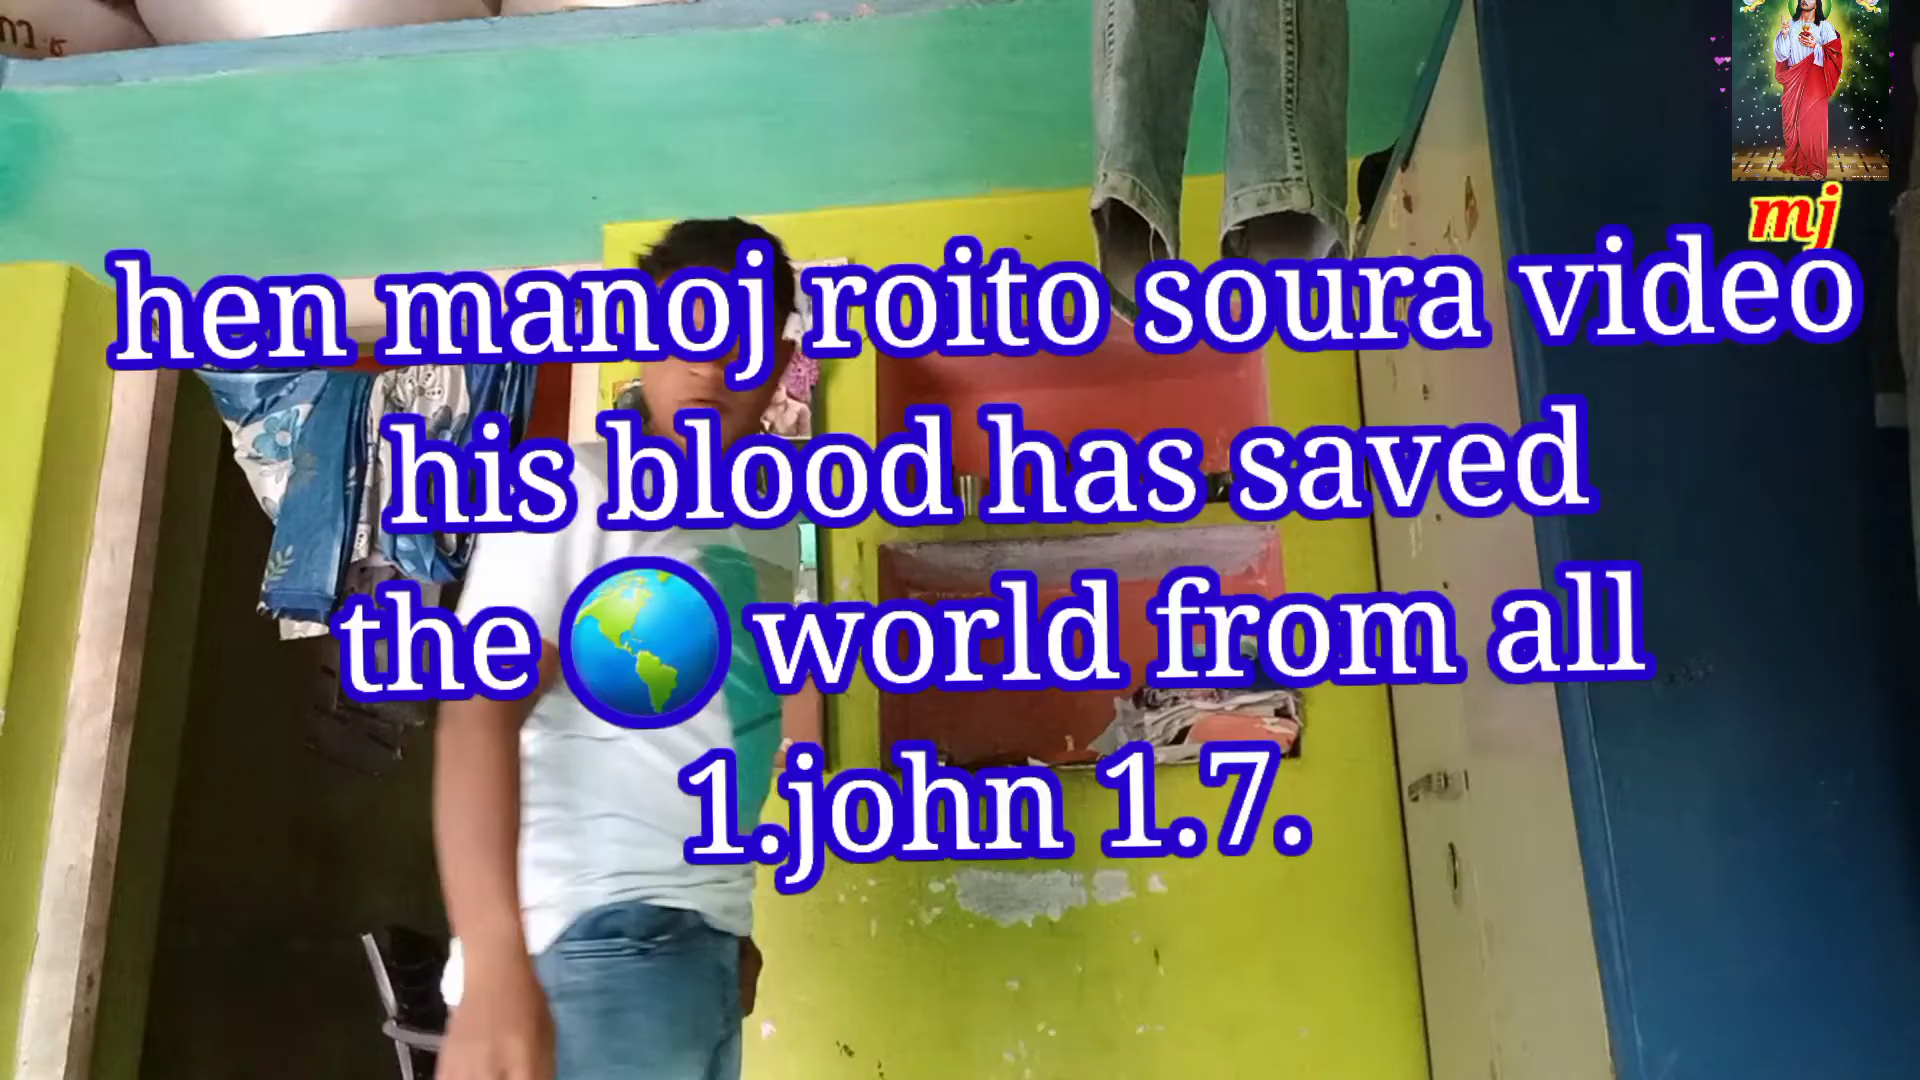 mj
hen manoj roito soura video
his blood has saved
the 🌎 world from all
1.john 1.7.